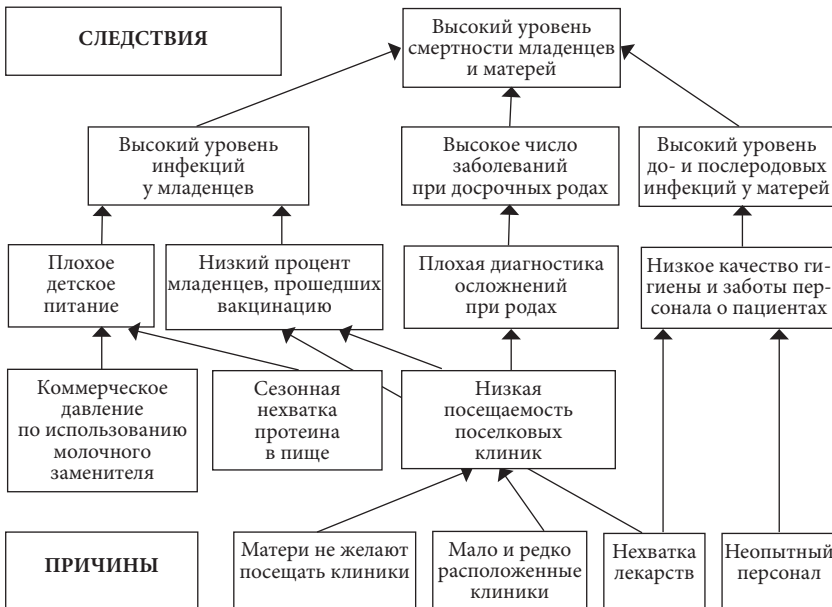 СЛЕДСТВИЯ
Высокий уровень
смертности младенцев
и матерей
Высокий уровень
инфекций
у младенцев
Высокое число
заболеваний
при досрочных родах
Высокий уровень
до- и послеродовых
инфекций у матерей
Плохое
детское
питание
Низкий процент
младенцев, прошедших
вакцинацию
Плохая диагностика
осложнений
при родах
Низкое качество ги-
гиены и заботы пер-
сонала о пациентах
Коммерческое
давление
по использованию
молочного
заменителя
Сезонная
нехватка
протеина
в пище
Низкая
посещаемость
поселковых
клиник
ПРИЧИНЫ
Матери не желают
посещать клиники
Мало и редко
расположенные
клиники
Нехватка
лекарств
Неопытный
персонал